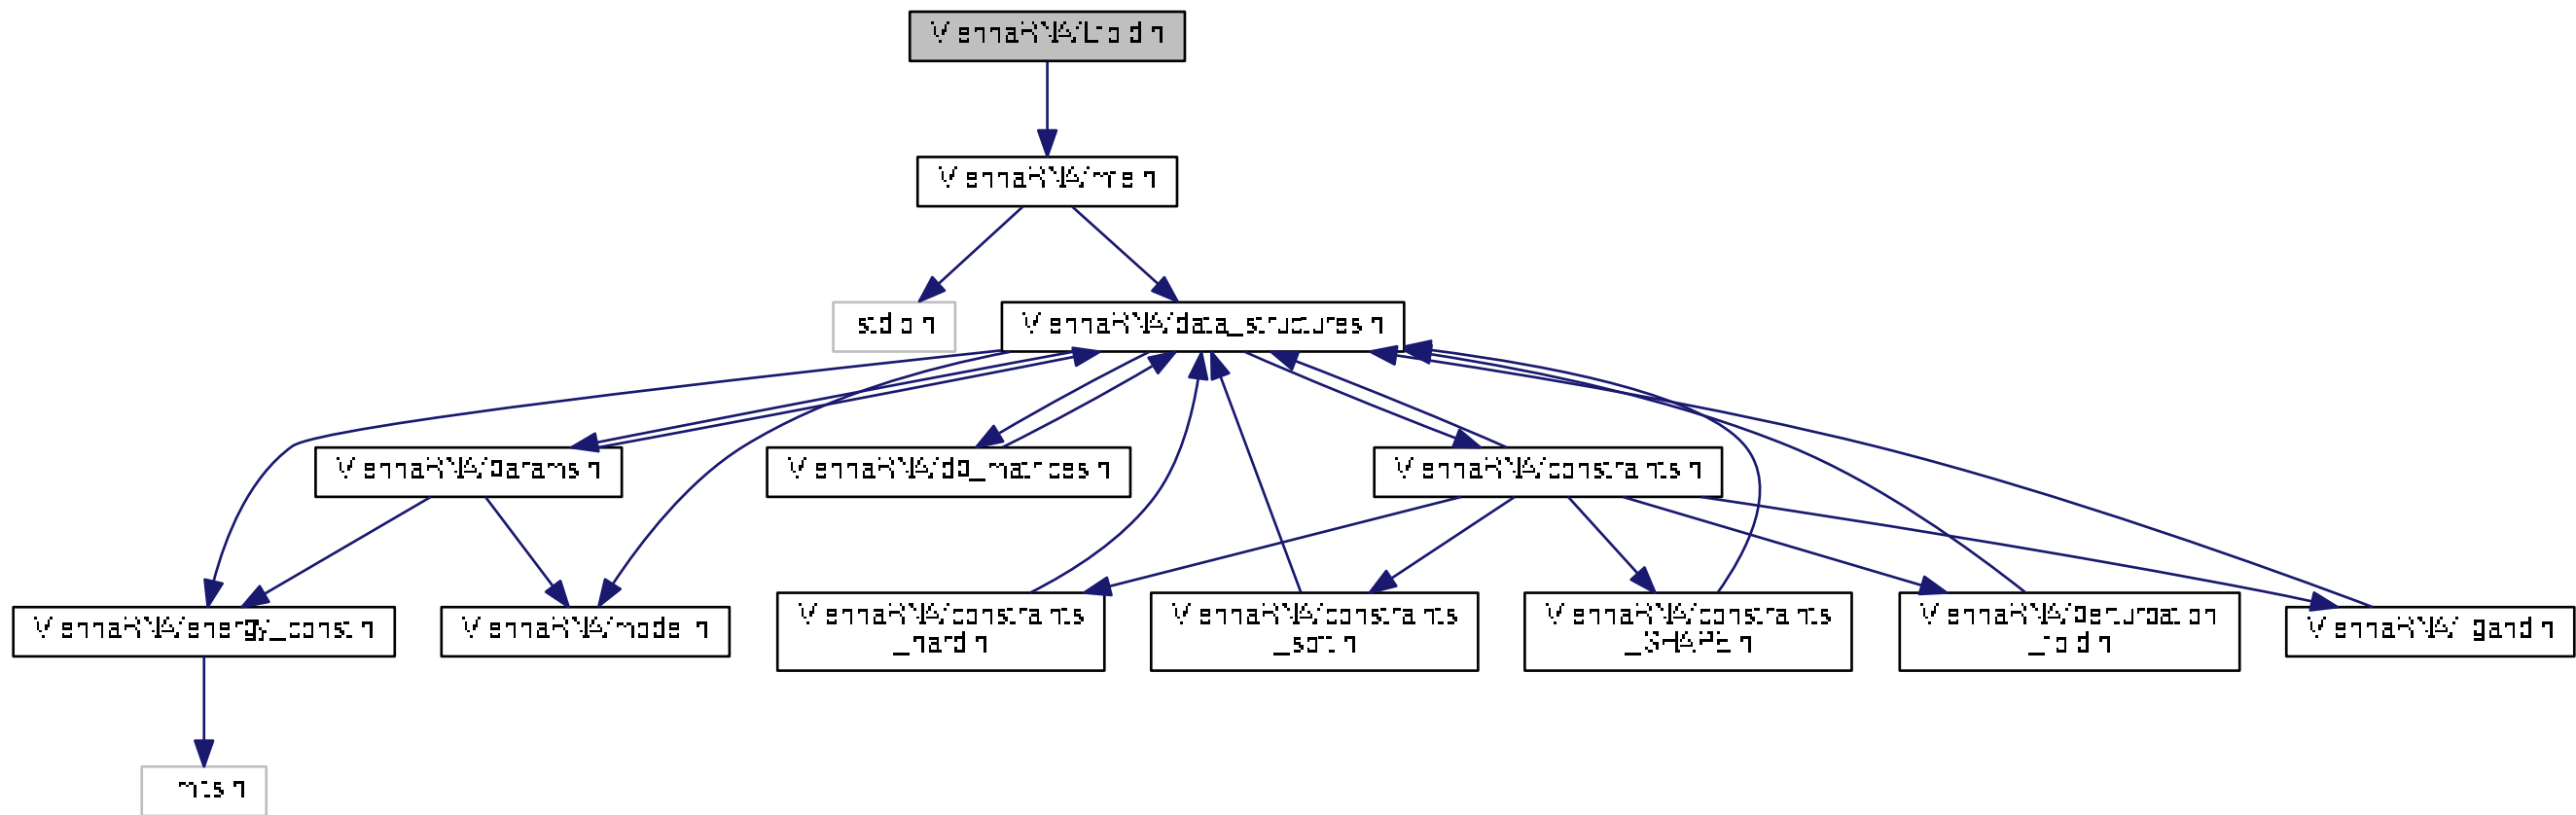 ViennaRNA/Lfold.h
ViennaRNA/mfe.h
stdio.h
ViennaRNA/data_structures.h
ViennaRNA/params.h
ViennaRNA/dp_matrices.h
ViennaRNA/constraints.h
ViennaRNA/energy_const.h
ViennaRNA/model.h
ViennaRNA/constraints
_hard.h
ViennaRNA/constraints
_soft.h
ViennaRNA/constraints
_SHAPE.h
ViennaRNA/perturbation
_fold.h
ViennaRNA/ligand.h
limits.h